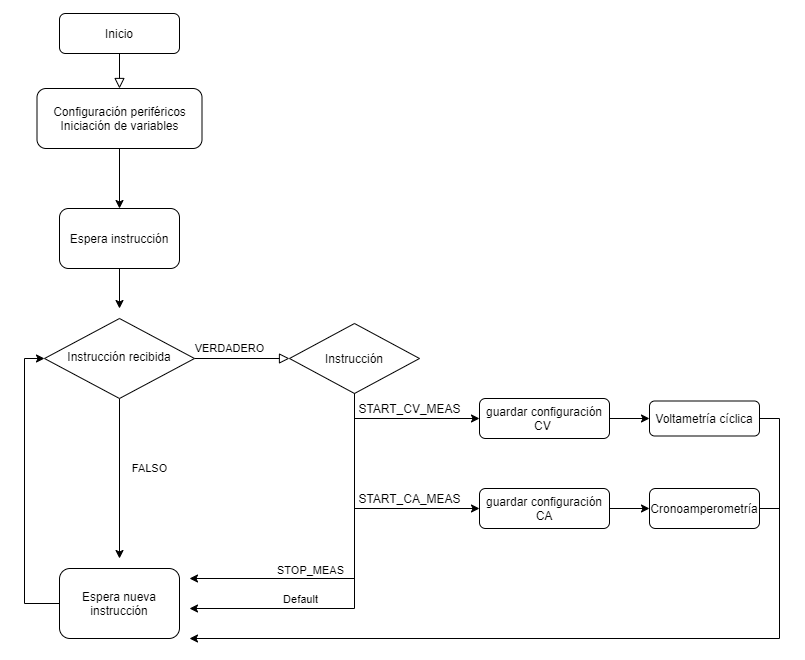 Inicio
Configuración periféricos
Iniciación de variables
Espera instrucción
Instrucción recibida
VERDADERO
Instrucción
START_CV_MEAS
guardar configuración
CV
Voltametría cíclica
FALSO
START_CA_MEAS
guardar configuración
CA
Cronoamperometría
STOP_MEAS
Default
Espera nueva
instrucción